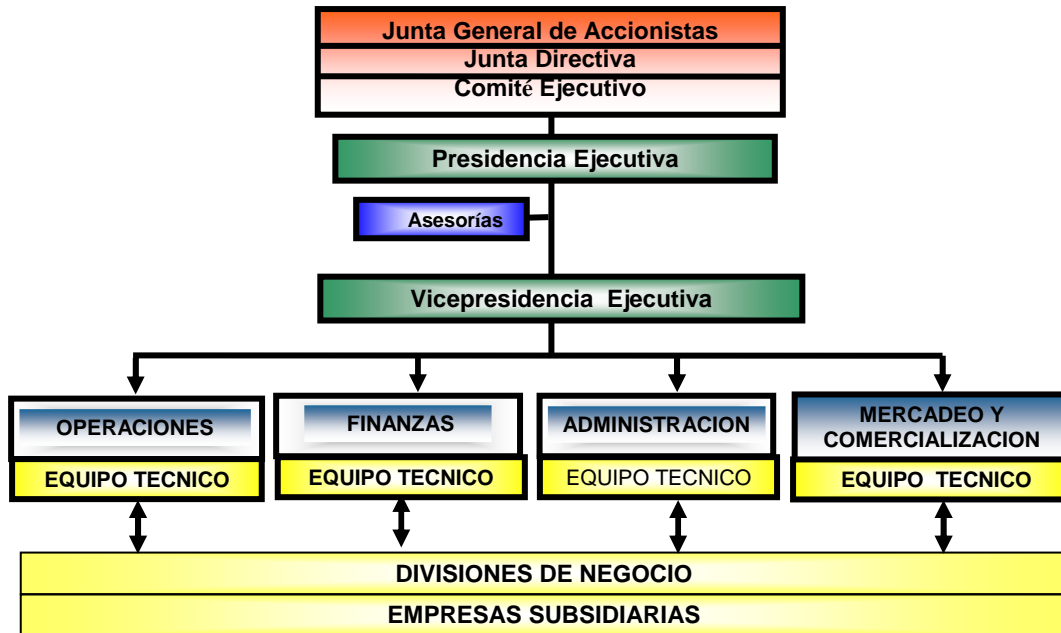 Junta General de Accionistas
Junta Directiva
Comité Ejecutivo
Presidencia Ejecutiva
Asesorías
Vicepresidencia Ejecutiva
OPERACIONES
FINANZAS
ADMINISTRACION
MERCADEO Y
COMERCIALIZACION
EQUIPO TECNICO
EQUIPO TECNICO
EQUIPO TECNICO
EQUIPO TECNICO
DIVISIONES DE NEGOCIO
EMPRESAS SUBSIDIARIAS